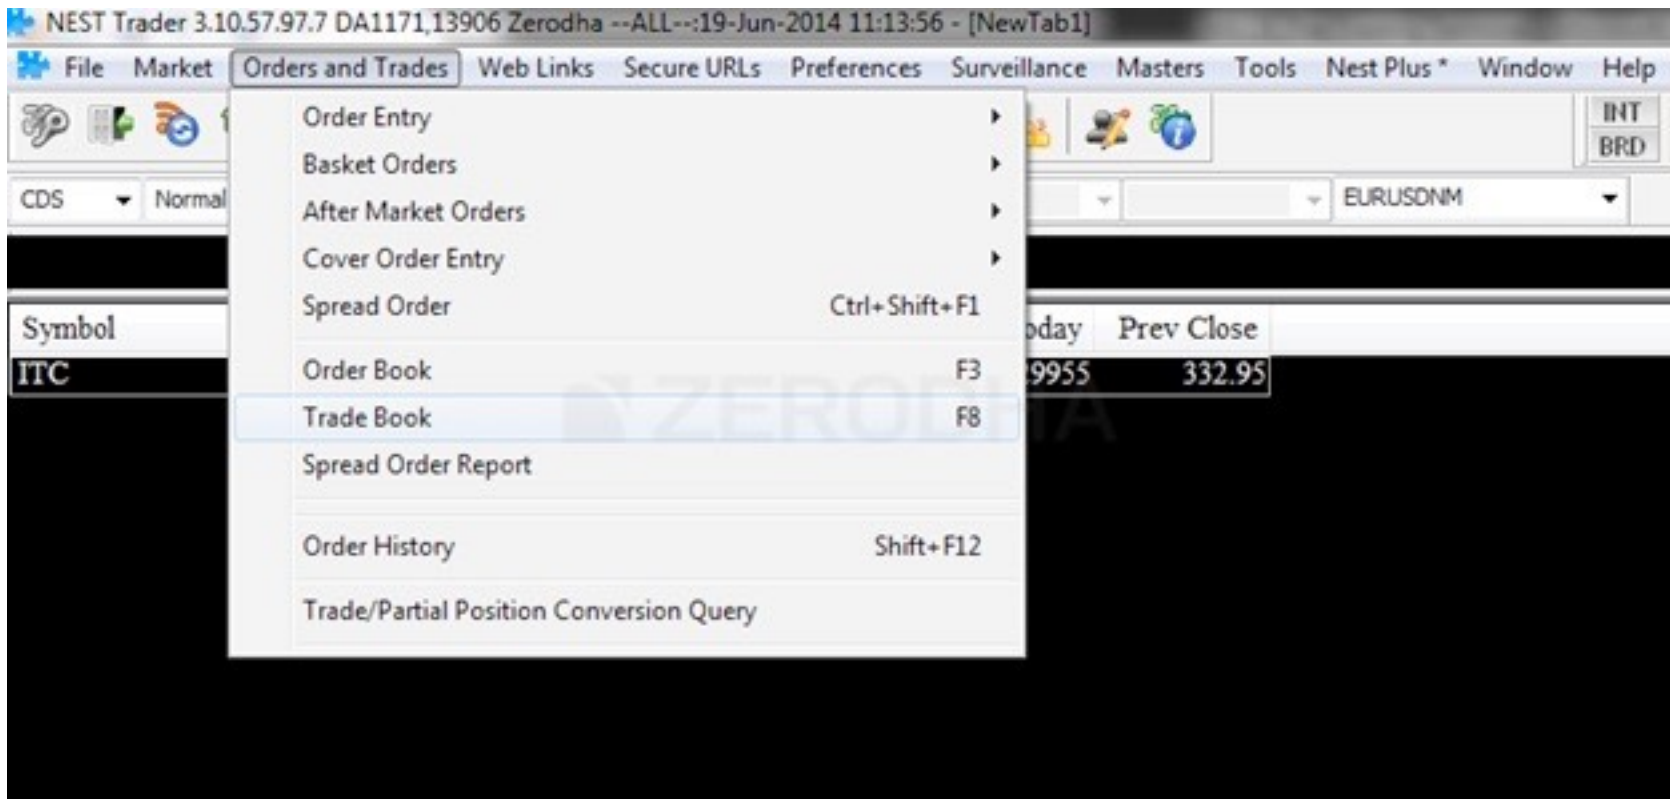 NEST Trader 3.10.57.97.7 DA1171,13906 Zerodha --ALL--:19-Jun-2014 11:13:56 - [NewTab1]
File Market Orders and Trades Web Links Secure URLs Preferences Surveillance Masters Tools Nest Plus * Window Help
INT
BRD
CDS Normal EURUSDNM
Order Entry
Basket Orders
After Market Orders
Cover Order Entry
Spread Order Ctrl+Shift+F1
Order Book F3
Trade Book F8
Spread Order Report
Order History Shift+F12
Trade/Partial Position Conversion Query
Symbol oday Prev Close
ITC 9955 332.95
ZERODHA